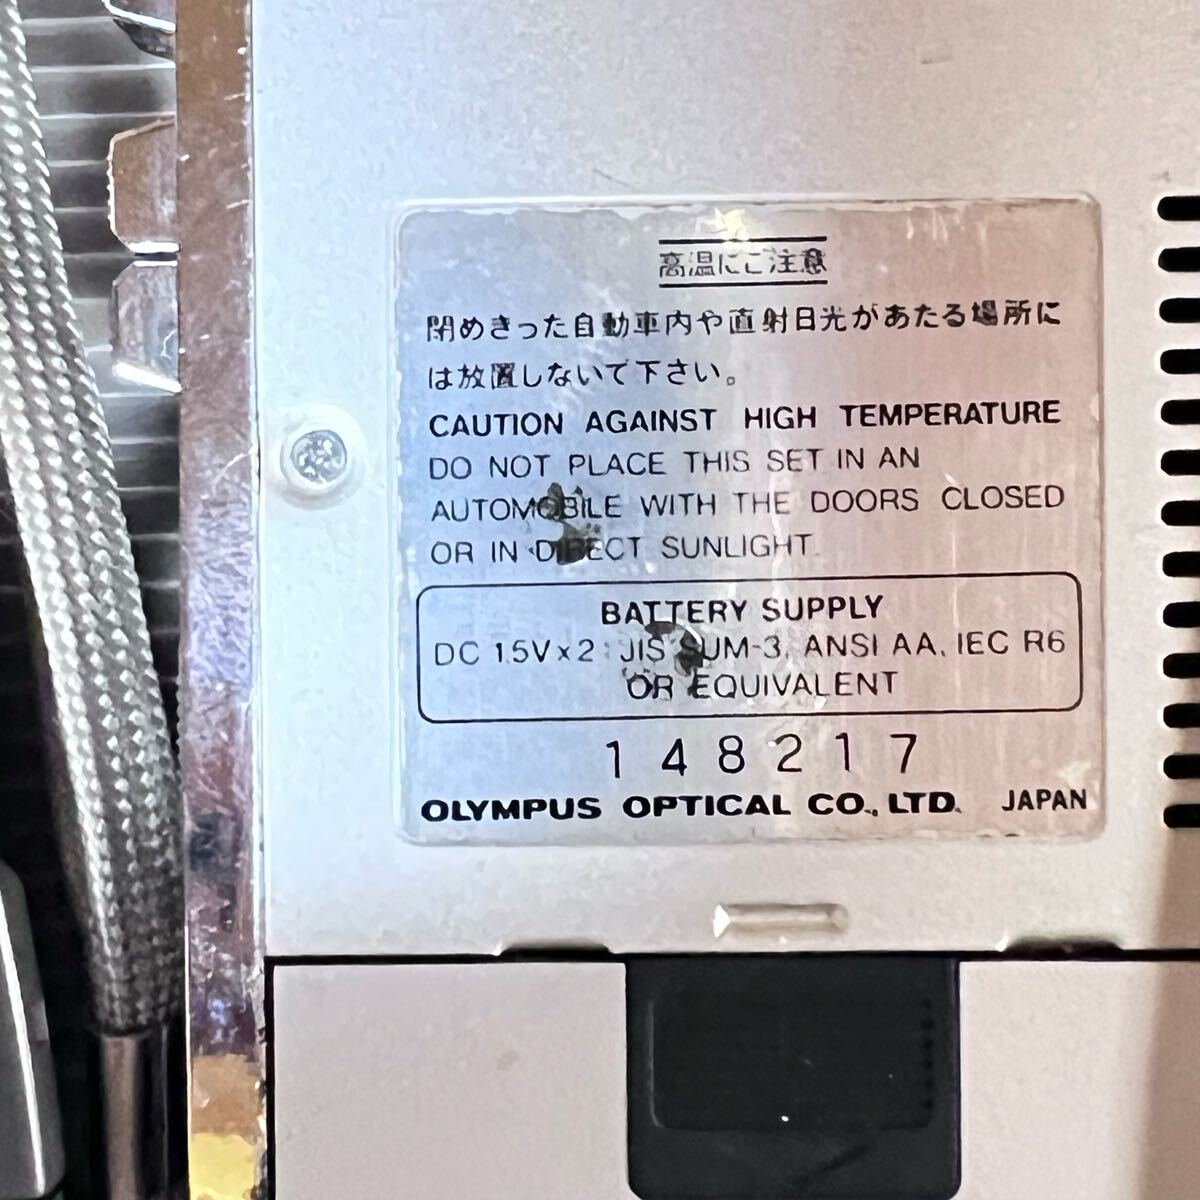 高温にご注意
閉めきった自動車内や直射日光があたる場所に
は放置しないで下さい。
CAUTION AGAINST HIGH TEMPERATURE
DO NOT PLACE THIS SET IN AN
AUTOMOBILE WITH THE DOORS CLOSED
OR IN DIRECT SUNLIGHT.
BATTERY SUPPLY
DC 1.5V×2: JIS SUM-3, ANSI AA, IEC R6
OR EQUIVALENT
148217
OLYMPUS OPTICAL CO., LTD. JAPAN